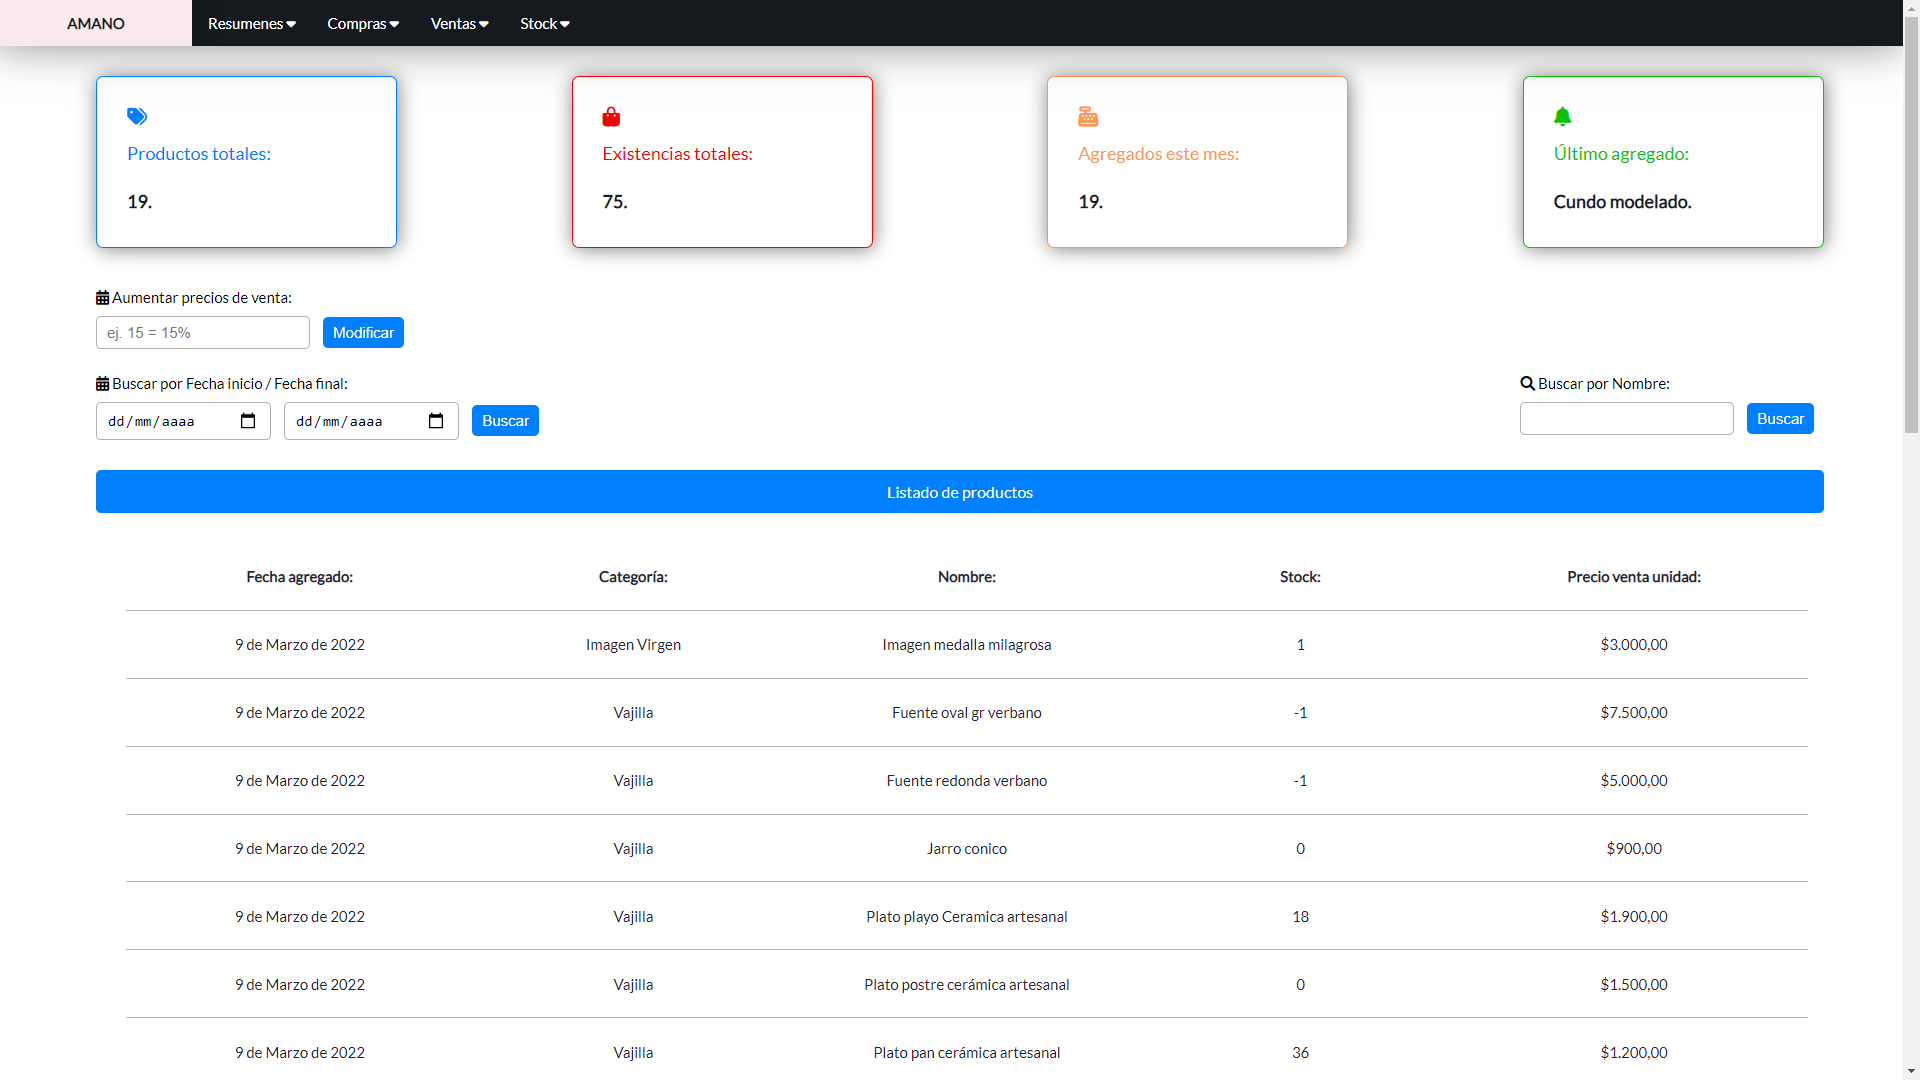 AMANO Resumenes Compras Ventas Stock
Productos totales: Existencias totales: Agregados este mes: Último agregado:
19. 75. 19. Cundo modelado.
Aumentar precios de venta:
ej. 15 = 15% Modificar
Buscar por Fecha inicio / Fecha final: Buscar por Nombre:
dd/mm/aaaa dd/mm/aaaa Buscar Buscar
Listado de productos
Fecha agregado: Categoría: Nombre: Stock: Precio venta unidad:
9 de Marzo de 2022 Imagen Virgen Imagen medalla milagrosa 1 $3.000,00
9 de Marzo de 2022 Vajilla Fuente oval gr verbano -1 $7.500,00
9 de Marzo de 2022 Vajilla Fuente redonda verbano -1 $5.000,00
9 de Marzo de 2022 Vajilla Jarro conico 0 $900,00
9 de Marzo de 2022 Vajilla Plato playo Ceramica artesanal 18 $1.900,00
9 de Marzo de 2022 Vajilla Plato postre cerámica artesanal 0 $1.500,00
9 de Marzo de 2022 Vajilla Plato pan cerámica artesanal 36 $1.200,00